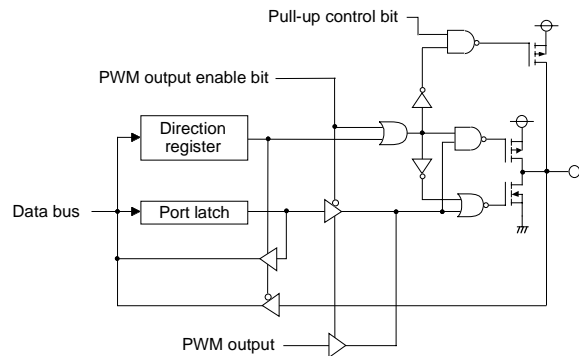 Pull-up control bit
PWM output enable bit
Direction
register
Data bus
Port latch
PWM output